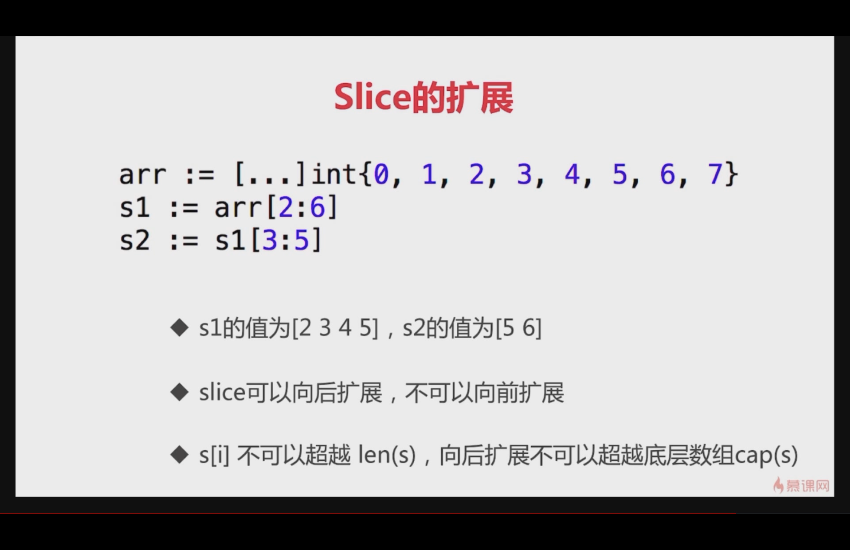 Slice的扩展
arr := [...]int{0, 1, 2, 3, 4, 5, 6, 7}
s1 := arr[2:6]
s2 := s1[3:5]
◆ s1的值为[2 3 4 5]，s2的值为[5 6]
◆ slice可以向后扩展，不可以向前扩展
◆ s[i] 不可以超越 len(s)，向后扩展不可以超越底层数组cap(s)
慕课网